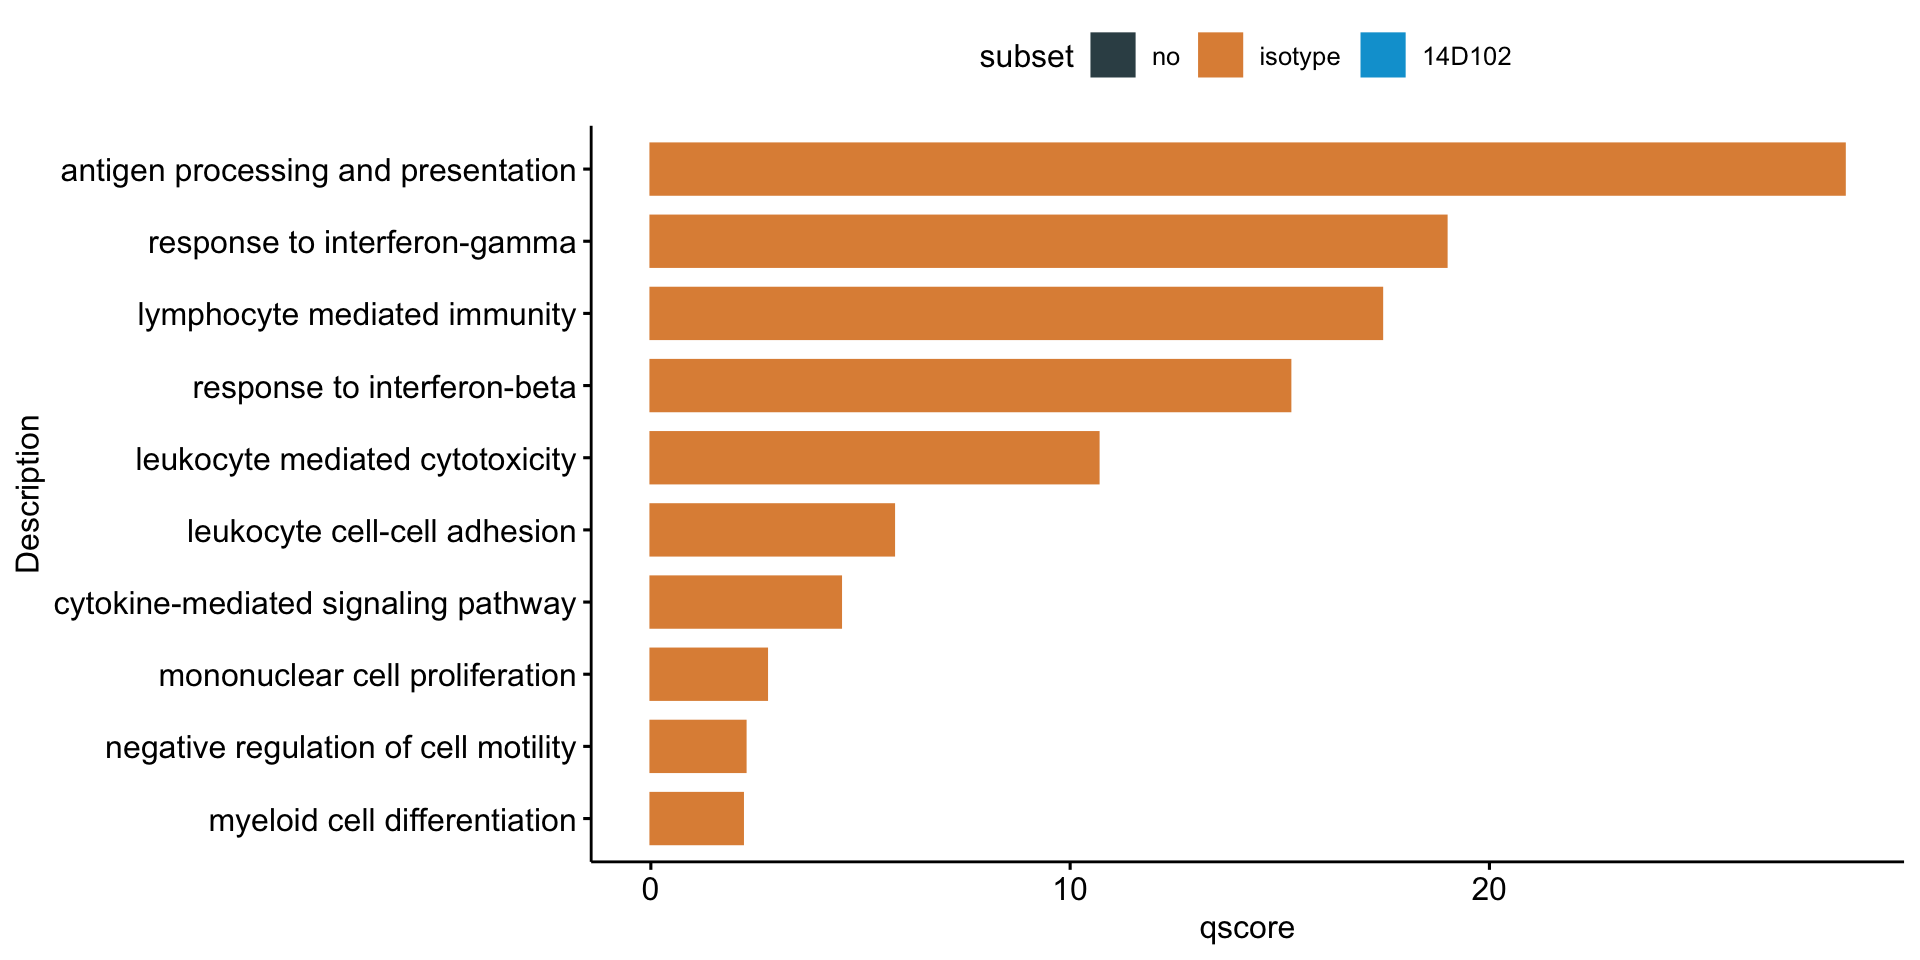 subset no isotype 14D102
antigen processing and presentation
response to interferon-gamma
lymphocyte mediated immunity
response to interferon-beta
leukocyte mediated cytotoxicity
leukocyte cell-cell adhesion
cytokine-mediated signaling pathway
mononuclear cell proliferation
negative regulation of cell motility
myeloid cell differentiation
Description
0 10 20
qscore